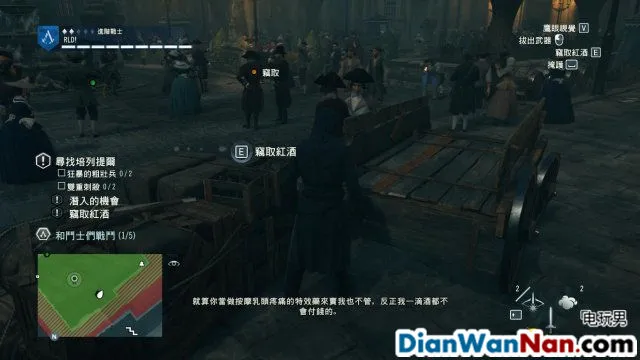 進階戰士
RLD!
鷹眼視覺 V
拔出武器
竊取紅酒 E
掩護
竊取
E 竊取紅酒
尋找培列提爾
狂暴的粗壯兵 0/2
雙重刺殺 0/2
潛入的機會
竊取紅酒
和鬥士們戰鬥 (1/5)
N
就算你當做按摩乳頭疼痛的特效藥來賣我也不管，反正我一滴酒都不
會付錢的。
2
2
电玩男
DianWanNan.com